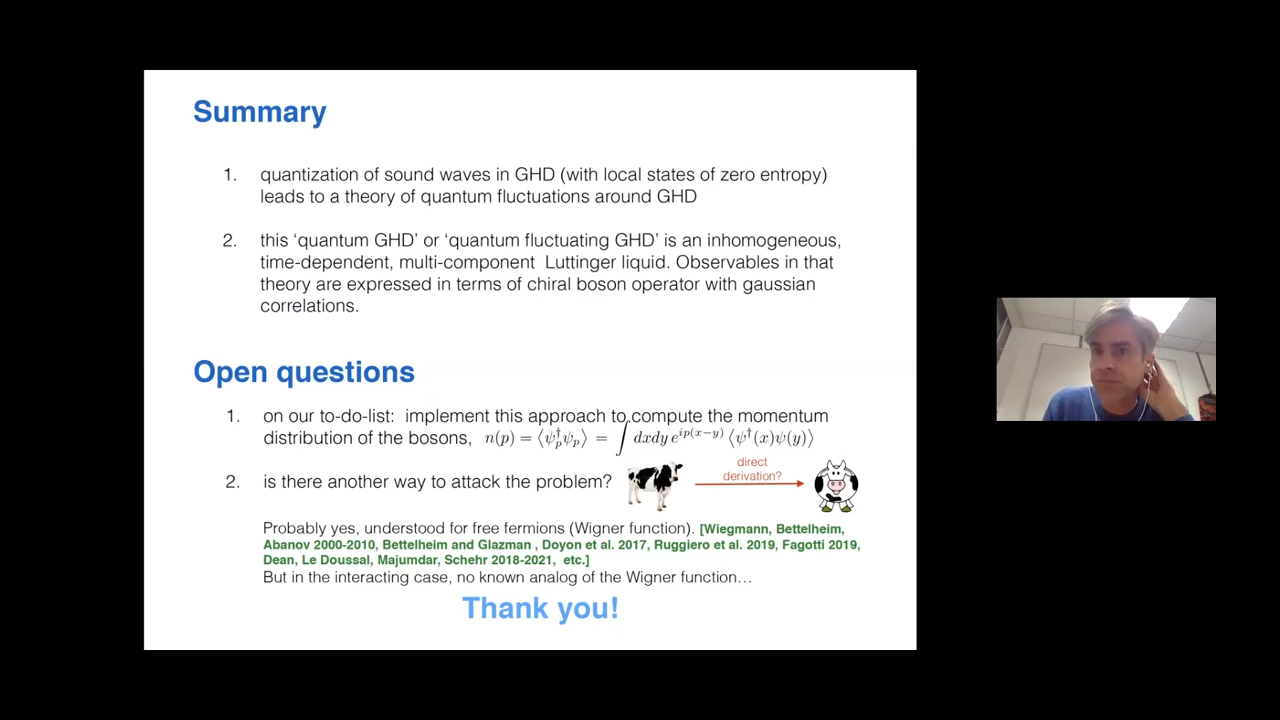 Summary
1. quantization of sound waves in GHD (with local states of zero entropy)
leads to a theory of quantum fluctuations around GHD
2. this ‘quantum GHD’ or ‘quantum fluctuating GHD’ is an inhomogeneous,
time-dependent, multi-component Luttinger liquid. Observables in that
theory are expressed in terms of chiral boson operator with gaussian
correlations.
Open questions
1. on our to-do-list: implement this approach to compute the momentum
distribution of the bosons, n(p) = ⟨ψ†ₚψₚ⟩ = ∫ dxdy e^{ip(x−y)} ⟨ψ†(x)ψ(y)⟩
2. is there another way to attack the problem?
direct
derivation?
Probably yes, understood for free fermions (Wigner function). [Wiegmann, Bettelheim,
Abanov 2000-2010, Bettelheim and Glazman , Doyon et al. 2017, Ruggiero et al. 2019, Fagotti 2019,
Dean, Le Doussal, Majumdar, Schehr 2018-2021, etc.]
But in the interacting case, no known analog of the Wigner function…
Thank you!